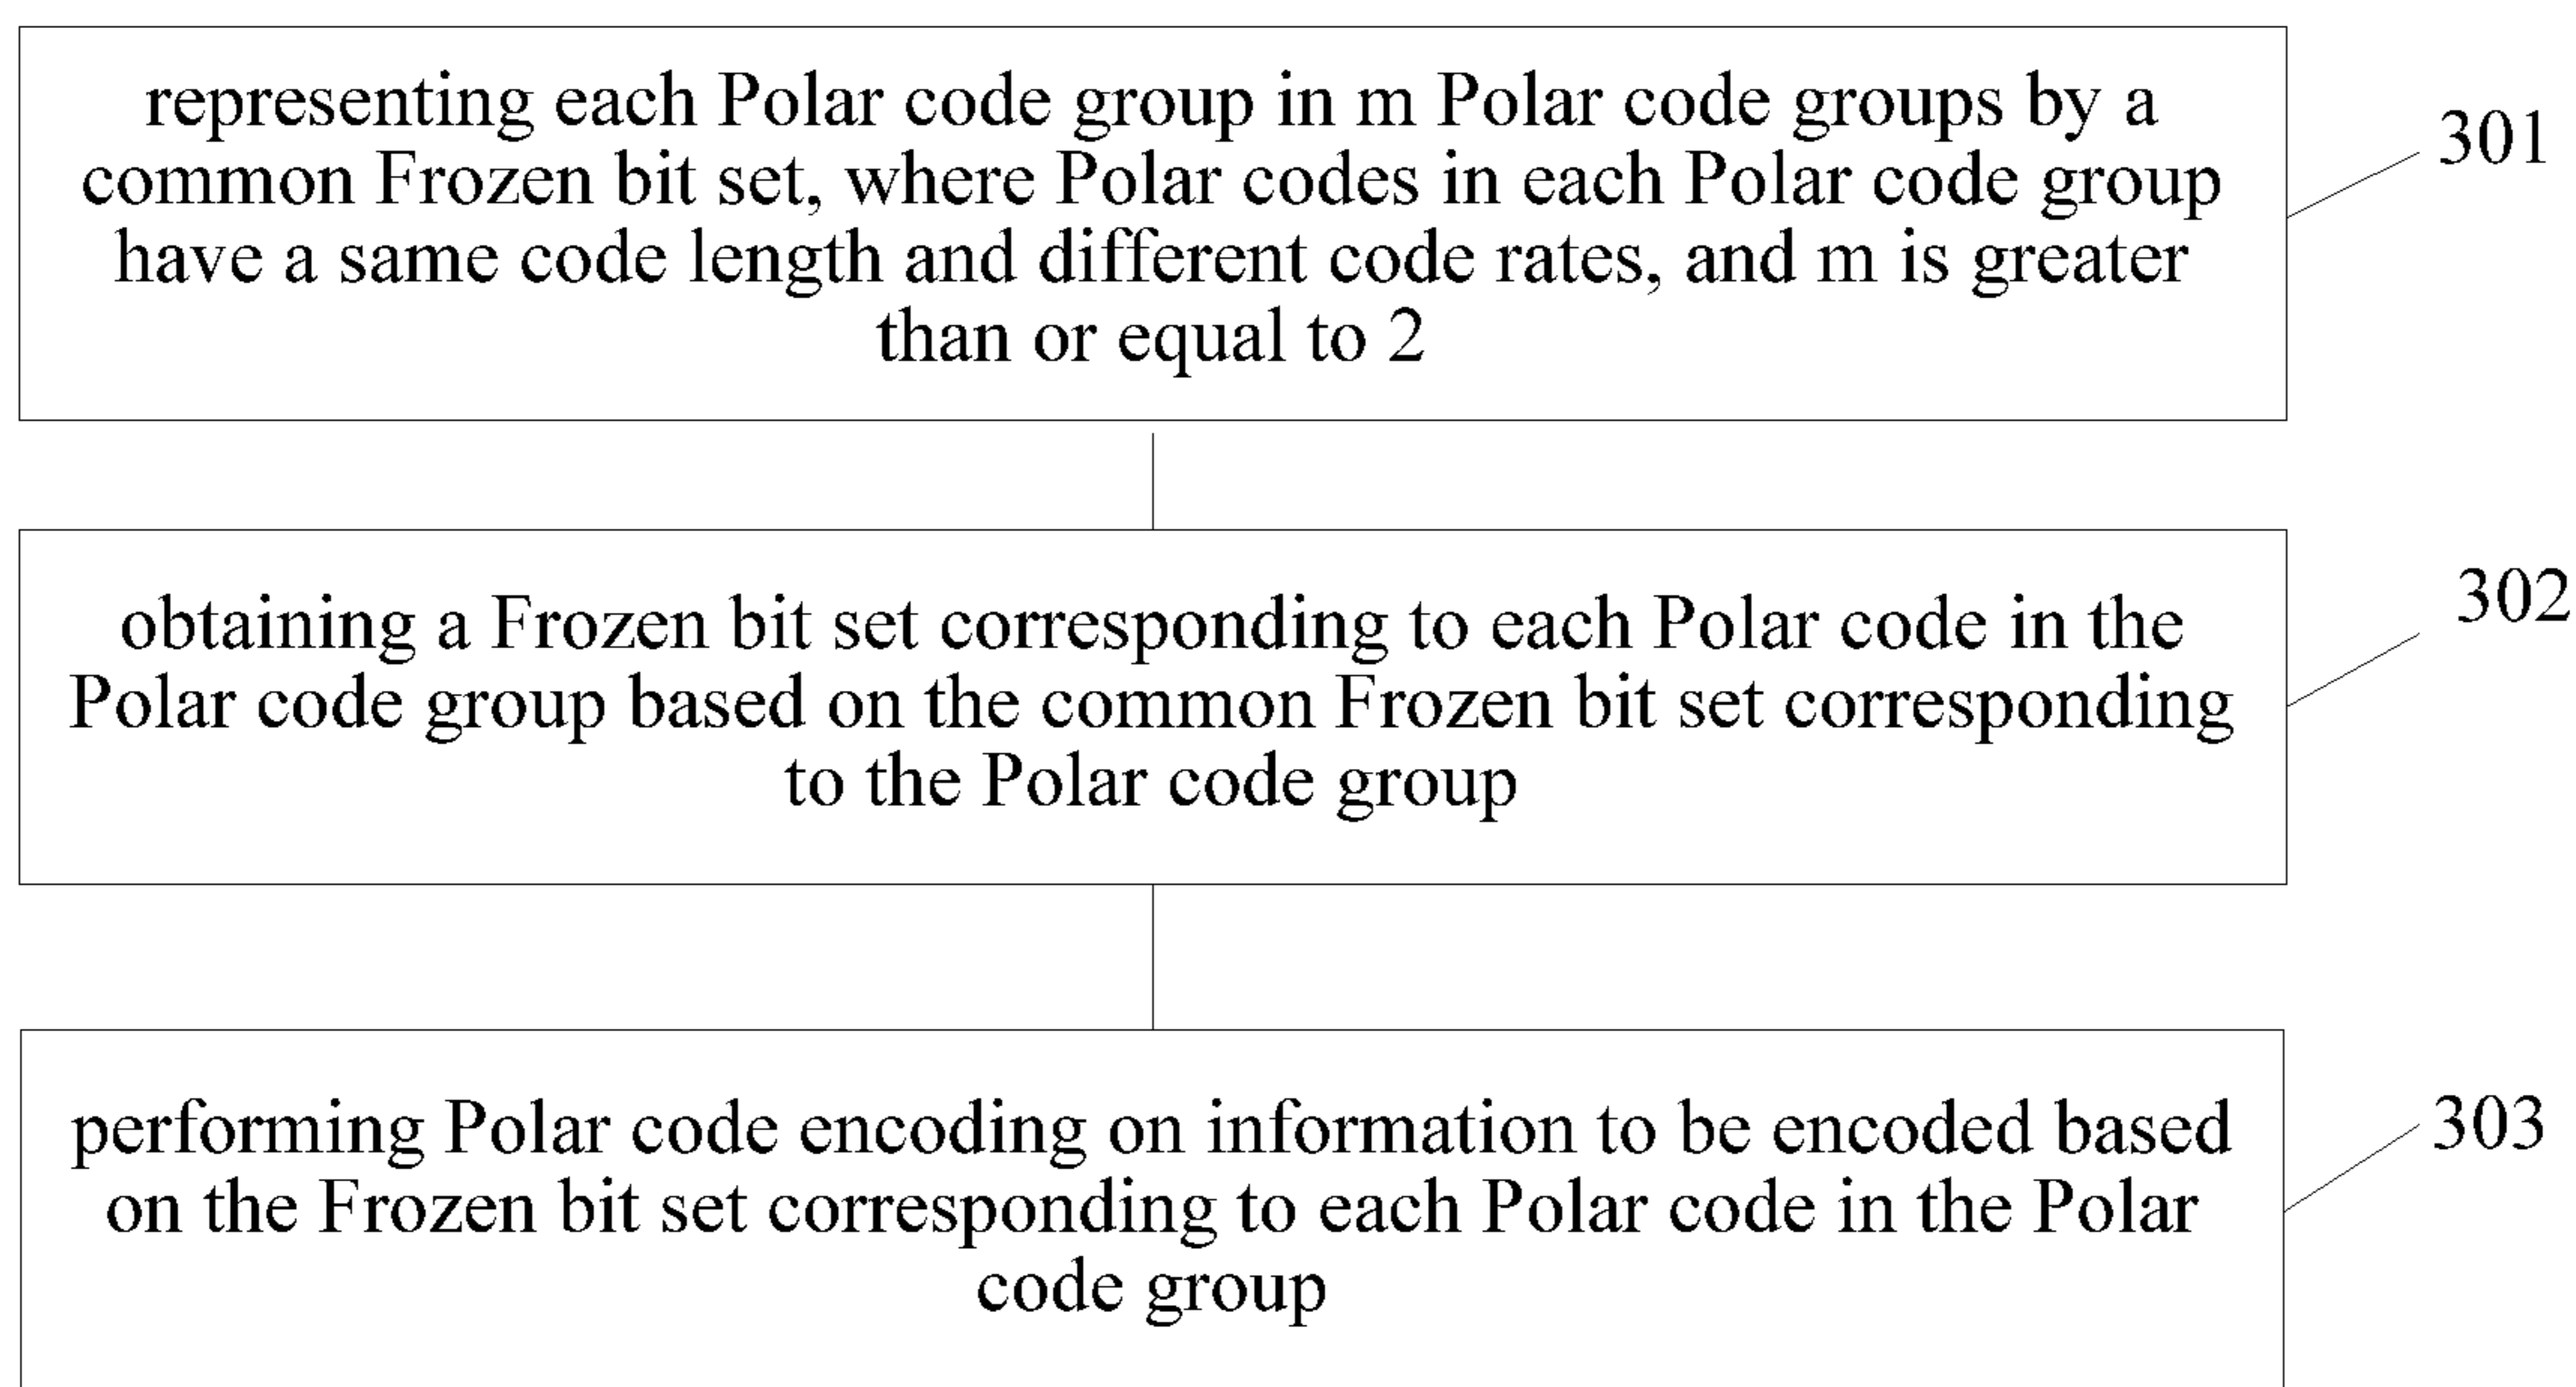 representing each Polar code group in m Polar code groups by a
common Frozen bit set, where Polar codes in each Polar code group
have a same code length and different code rates, and m is greater
than or equal to 2
301
obtaining a Frozen bit set corresponding to each Polar code in the
Polar code group based on the common Frozen bit set corresponding
to the Polar code group
302
performing Polar code encoding on information to be encoded based
on the Frozen bit set corresponding to each Polar code in the Polar
code group
303